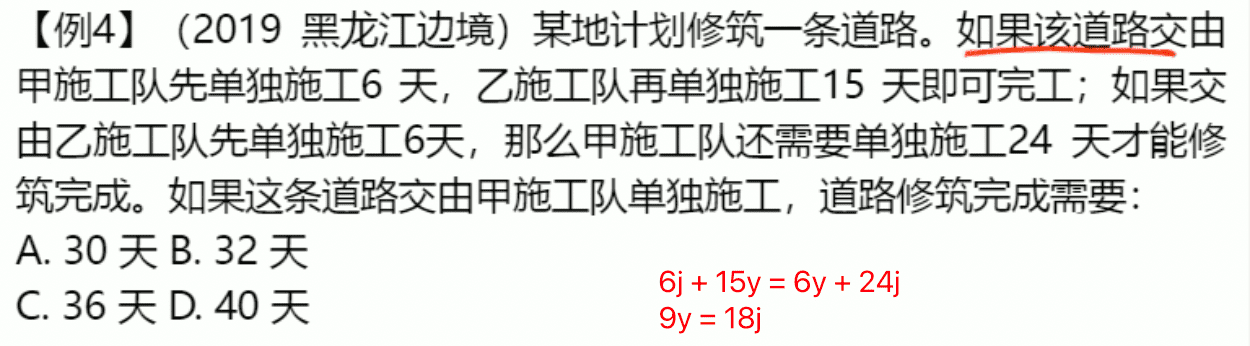 【例4】（2019 黑龙江边境）某地计划修筑一条道路。如果该道路交由
甲施工队先单独施工6 天，乙施工队再单独施工15 天即可完工；如果交
由乙施工队先单独施工6天，那么甲施工队还需要单独施工24 天才能修
筑完成。如果这条道路交由甲施工队单独施工，道路修筑完成需要：
A. 30 天 B. 32 天
C. 36 天 D. 40 天
6j + 15y = 6y + 24j
9y = 18j